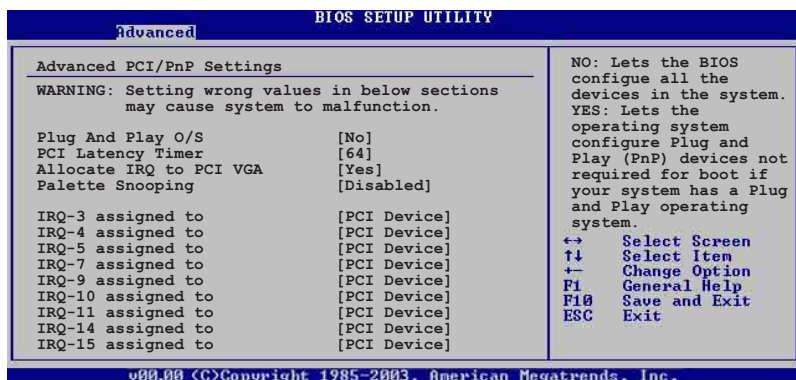 BIOS SETUP UTILITY
Advanced
Advanced PCI/PnP Settings
WARNING: Setting wrong values in below sections
may cause system to malfunction.
Plug And Play O/S [No]
PCI Latency Timer [64]
Allocate IRQ to PCI VGA [Yes]
Palette Snooping [Disabled]
IRQ-3 assigned to [PCI Device]
IRQ-4 assigned to [PCI Device]
IRQ-5 assigned to [PCI Device]
IRQ-7 assigned to [PCI Device]
IRQ-9 assigned to [PCI Device]
IRQ-10 assigned to [PCI Device]
IRQ-11 assigned to [PCI Device]
IRQ-14 assigned to [PCI Device]
IRQ-15 assigned to [PCI Device]
NO: Lets the BIOS
configue all the
devices in the system.
YES: Lets the
operating system
configure Plug and
Play (PnP) devices not
required for boot if
your system has a Plug
and Play operating
system.
↔ Select Screen
↑↓ Select Item
+- Change Option
F1 General Help
F10 Save and Exit
ESC Exit
v00.00 (C)Copyright 1985-2003, American Megatrends, Inc.